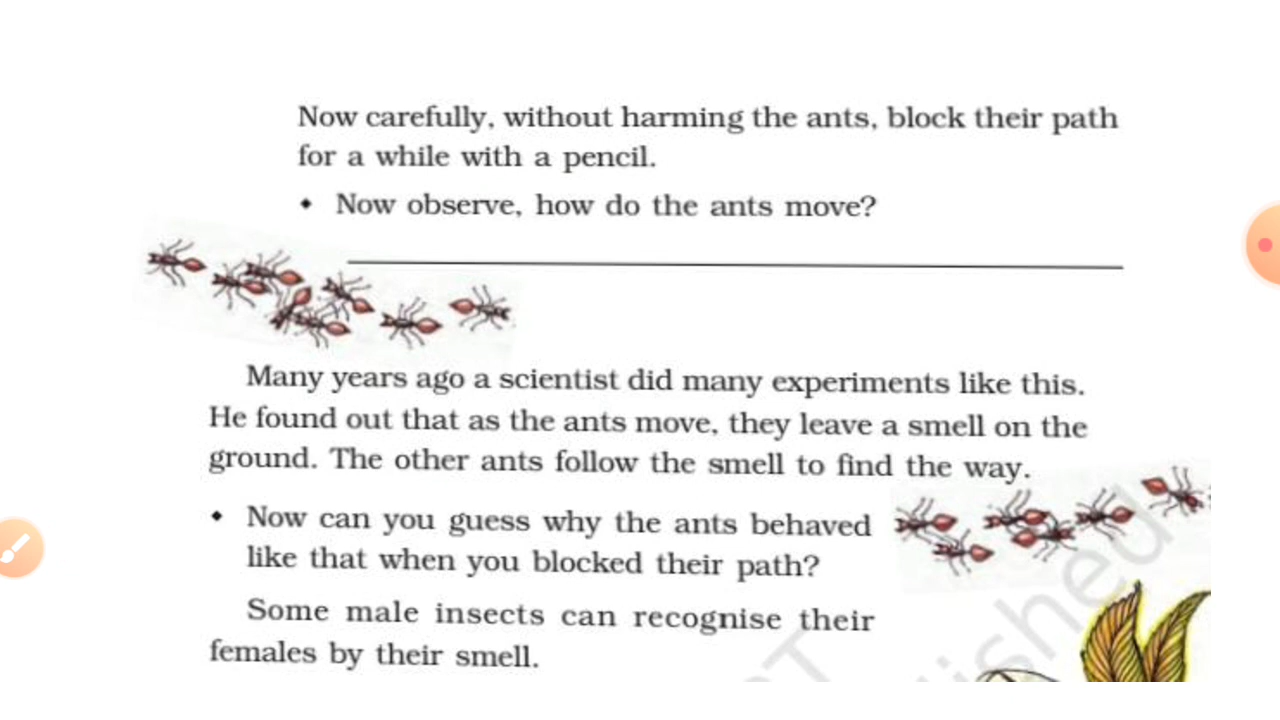 Now carefully, without harming the ants, block their path
for a while with a pencil.
• Now observe, how do the ants move?
Many years ago a scientist did many experiments like this.
He found out that as the ants move, they leave a smell on the
ground. The other ants follow the smell to find the way.
• Now can you guess why the ants behaved
like that when you blocked their path?
Some male insects can recognise their
females by their smell.